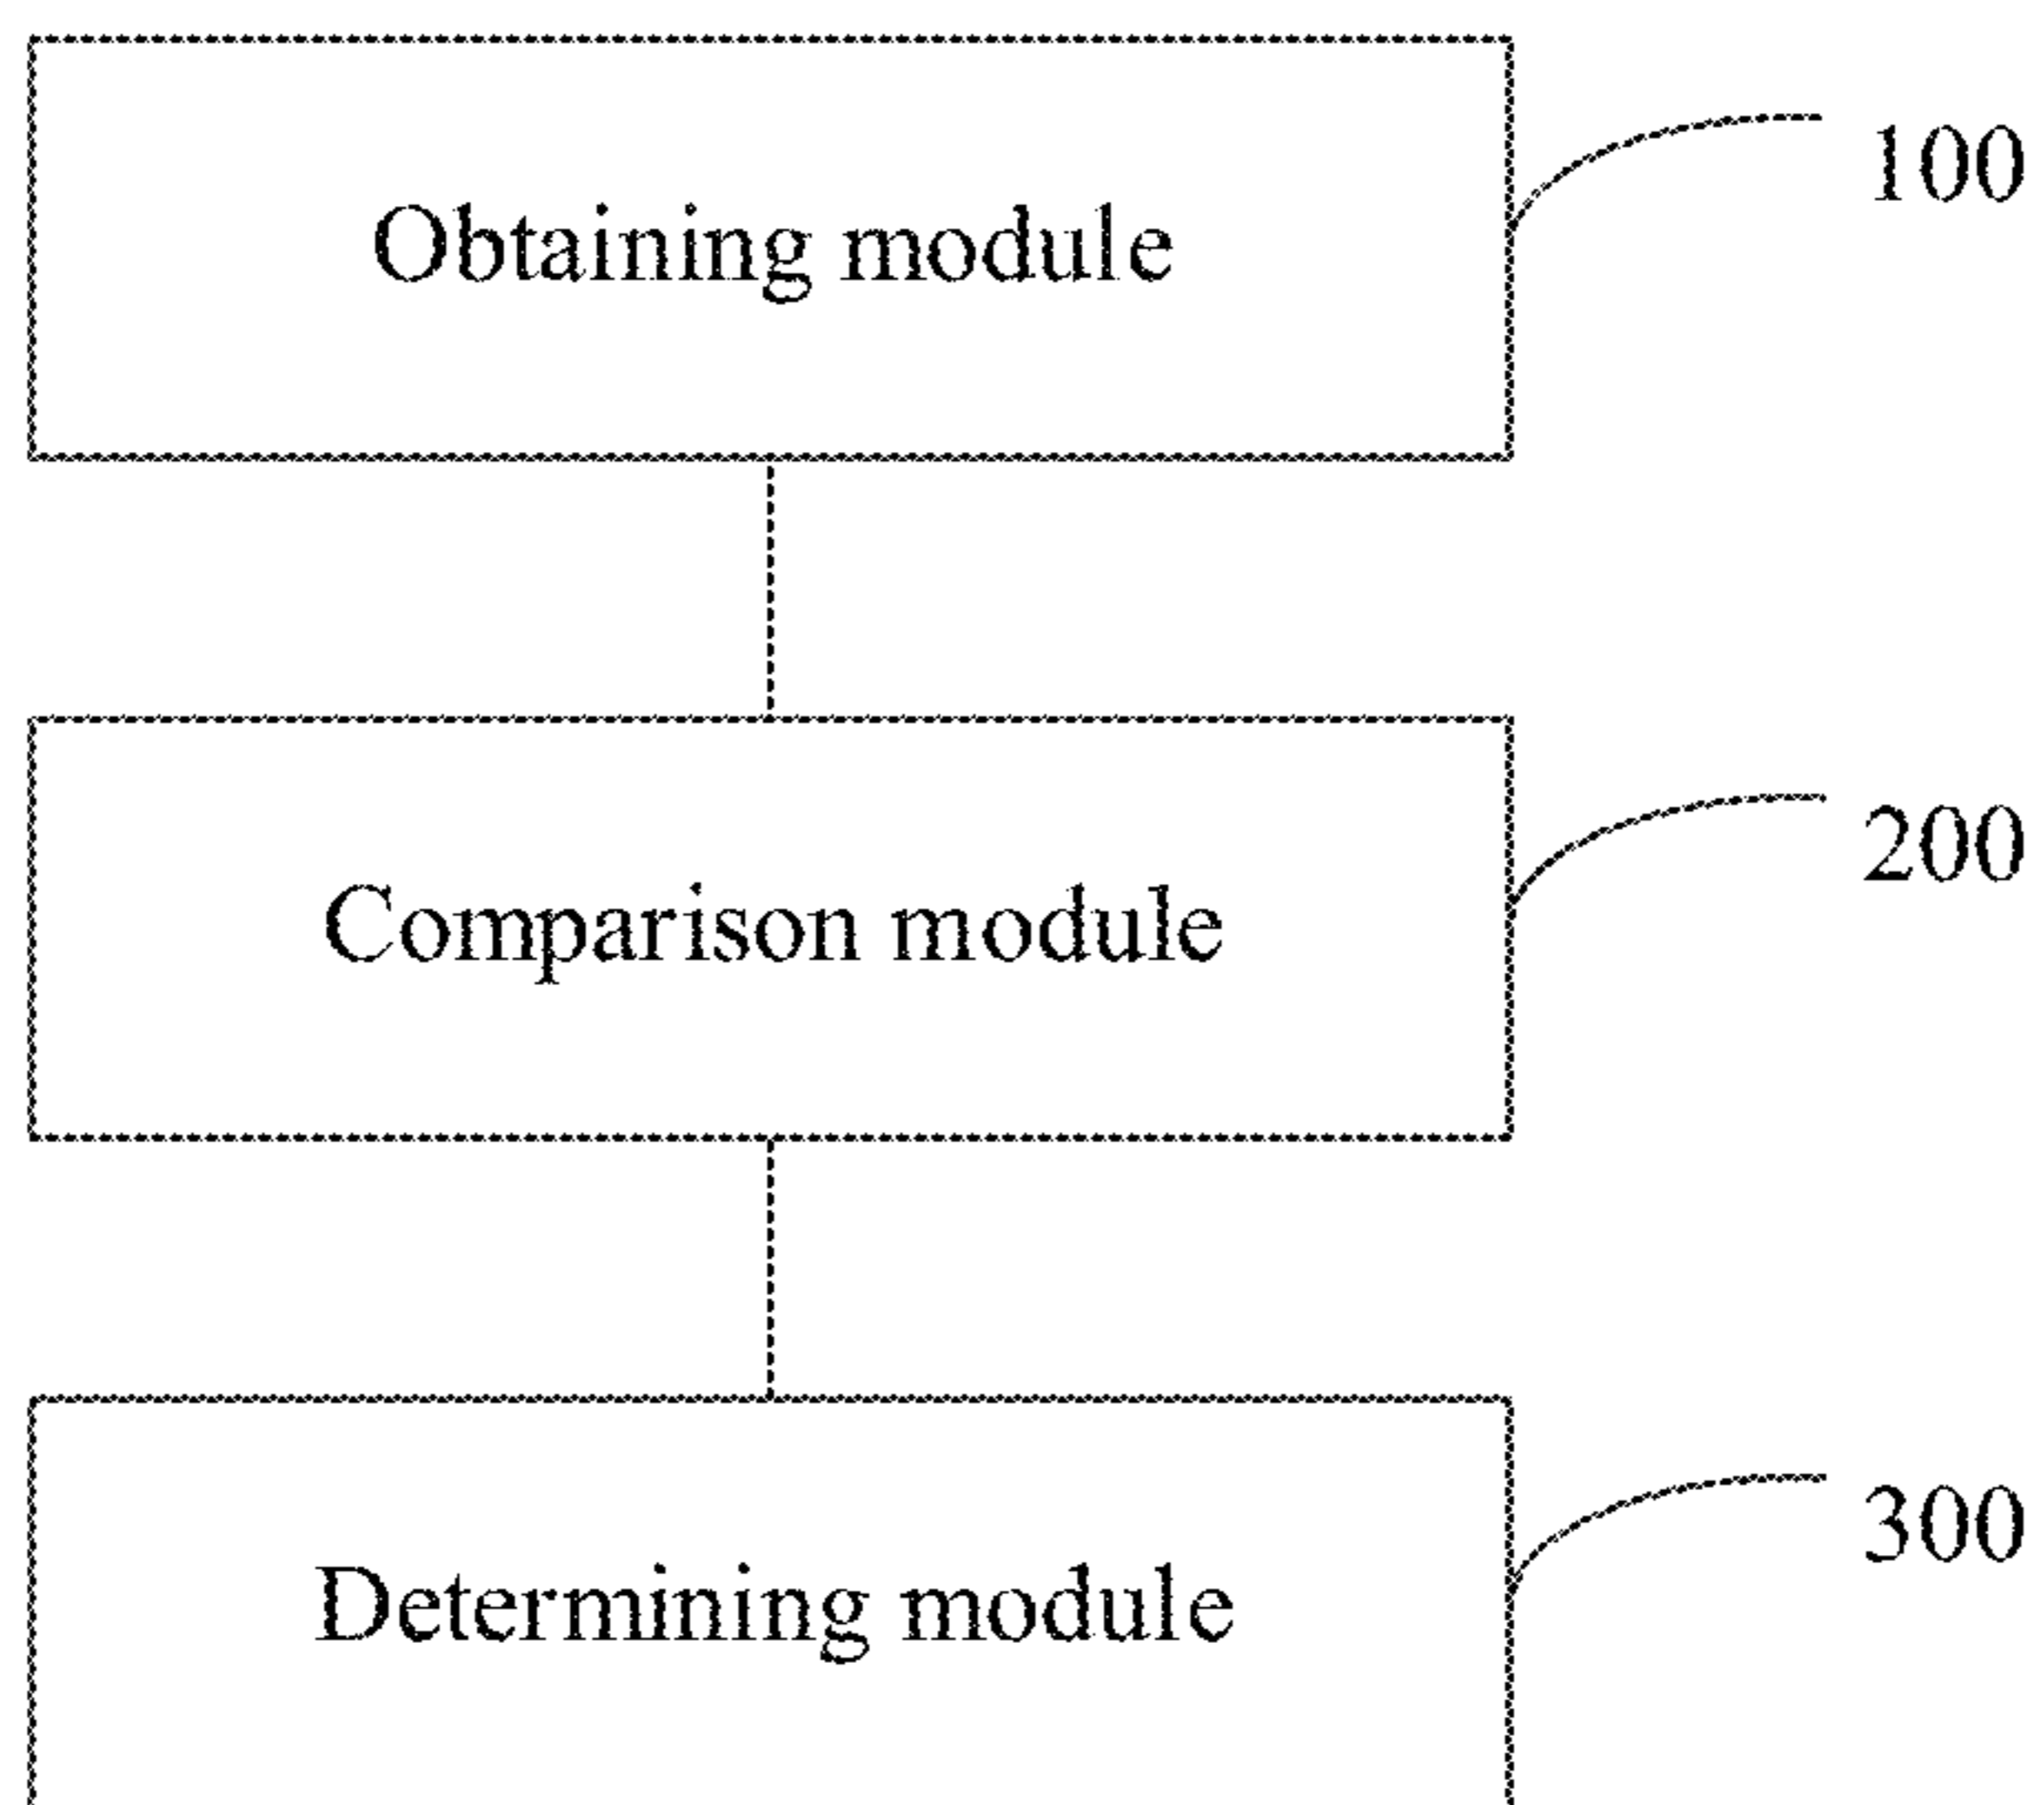 Obtaining module
100
Comparison module
200
Determining module
300